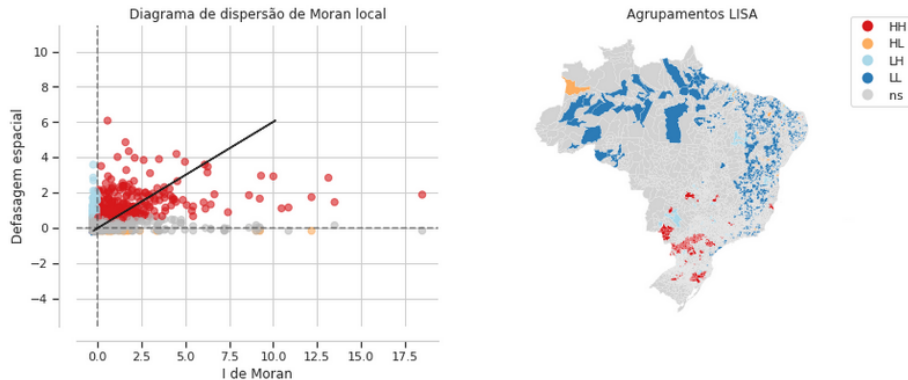 Diagrama de dispersão de Moran local
10
8
6
4
2
0
−2
−4
Defasagem espacial
0.0 2.5 5.0 7.5 10.0 12.5 15.0 17.5
I de Moran
Agrupamentos LISA
HH
HL
LH
LL
ns